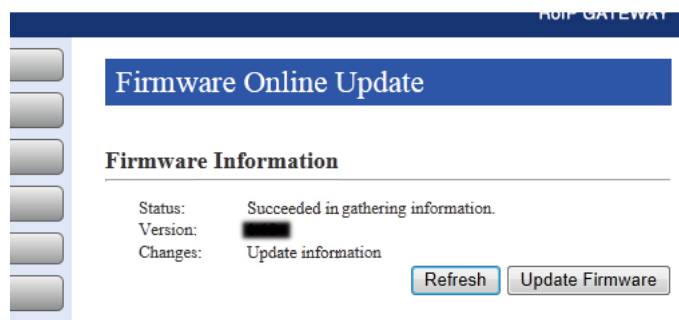 RoIP GATEWAY
Firmware Online Update
Firmware Information
Status: Succeeded in gathering information.
Version:
Changes: Update information
Refresh Update Firmware